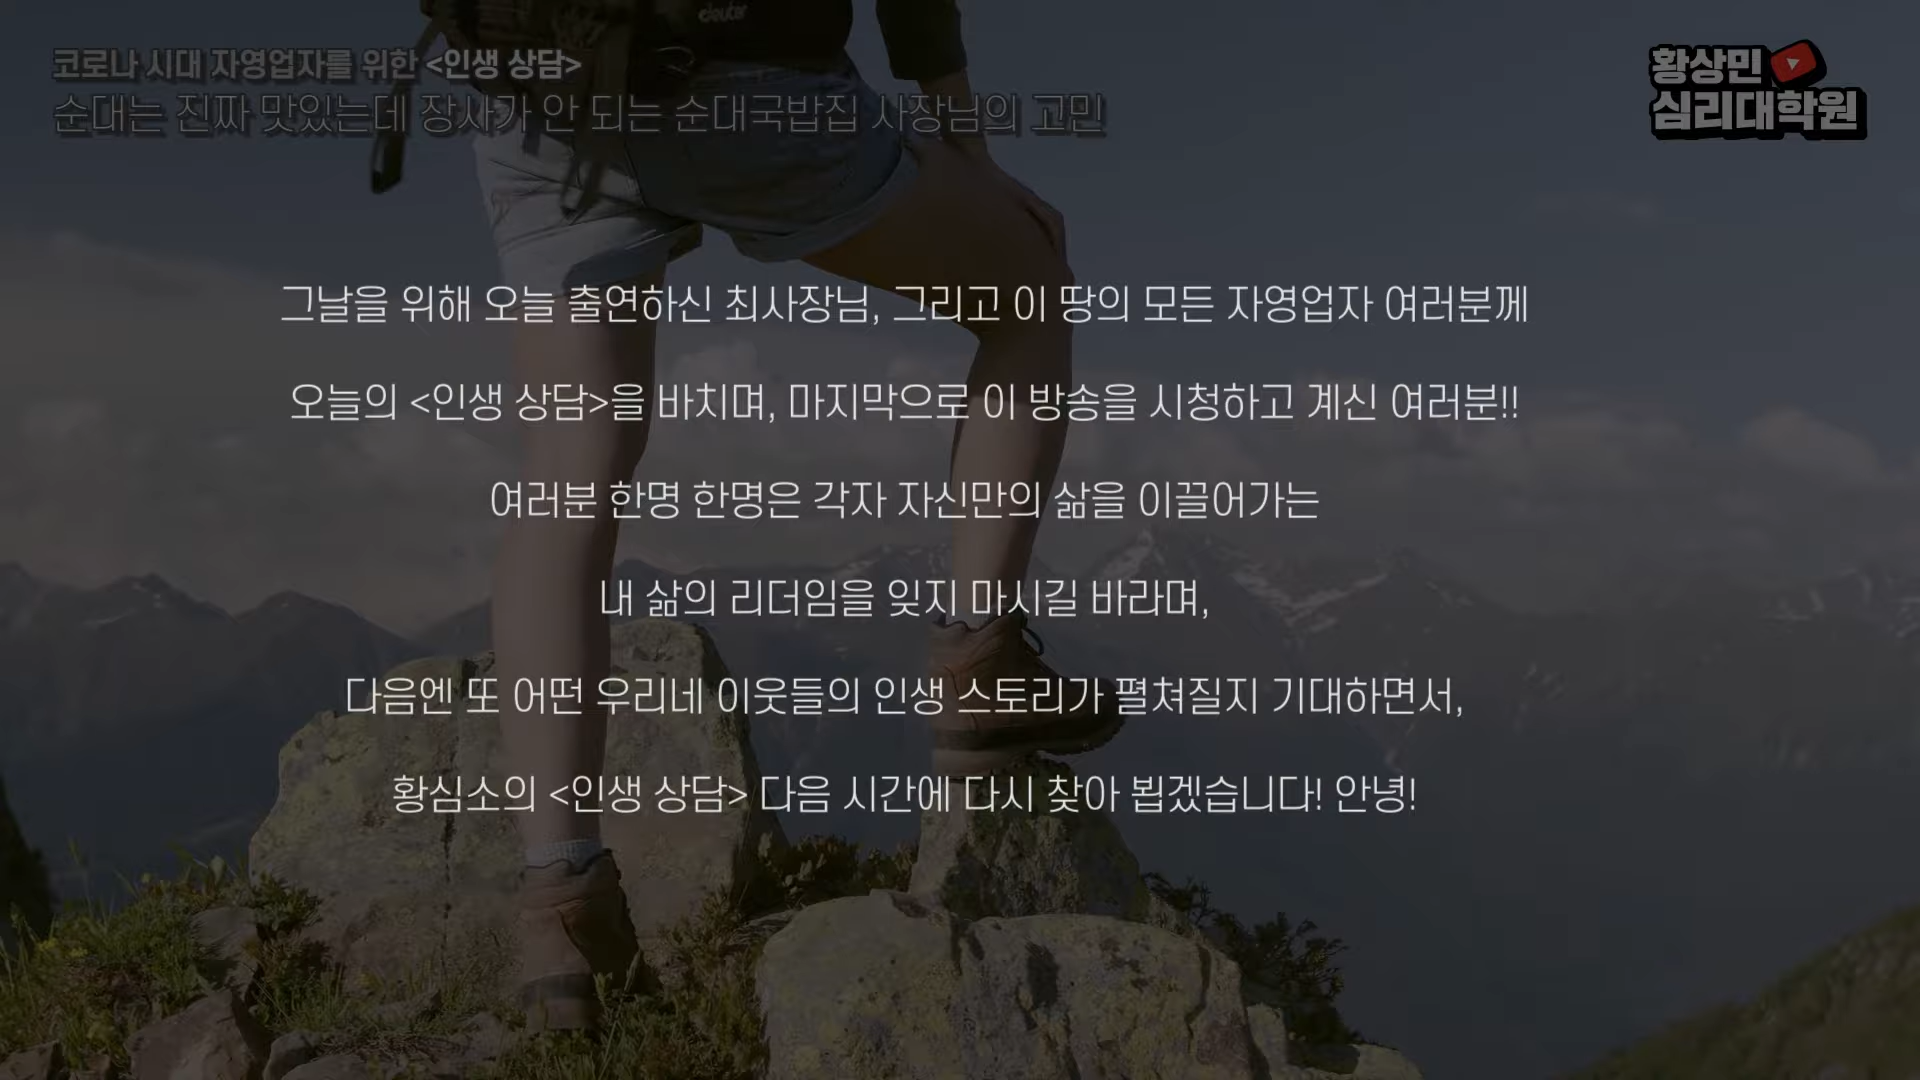 deuter
코로나 시대 자영업자를 위한 <인생 상담>
순대는 진짜 맛있는데 장사가 안 되는 순대국밥집 사장님의 고민
황상민
심리대학원
그날을 위해 오늘 출연하신 최사장님, 그리고 이 땅의 모든 자영업자 여러분께
오늘의 <인생 상담>을 바치며, 마지막으로 이 방송을 시청하고 계신 여러분!!
여러분 한명 한명은 각자 자신만의 삶을 이끌어가는
내 삶의 리더임을 잊지 마시길 바라며,
다음엔 또 어떤 우리네 이웃들의 인생 스토리가 펼쳐질지 기대하면서,
황심소의 <인생 상담> 다음 시간에 다시 찾아 뵙겠습니다! 안녕!